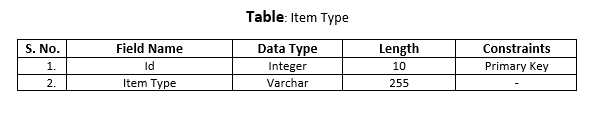 Table: Item Type
S. No. Field Name Data Type Length Constraints
1. Id Integer 10 Primary Key
2. Item Type Varchar 255 -